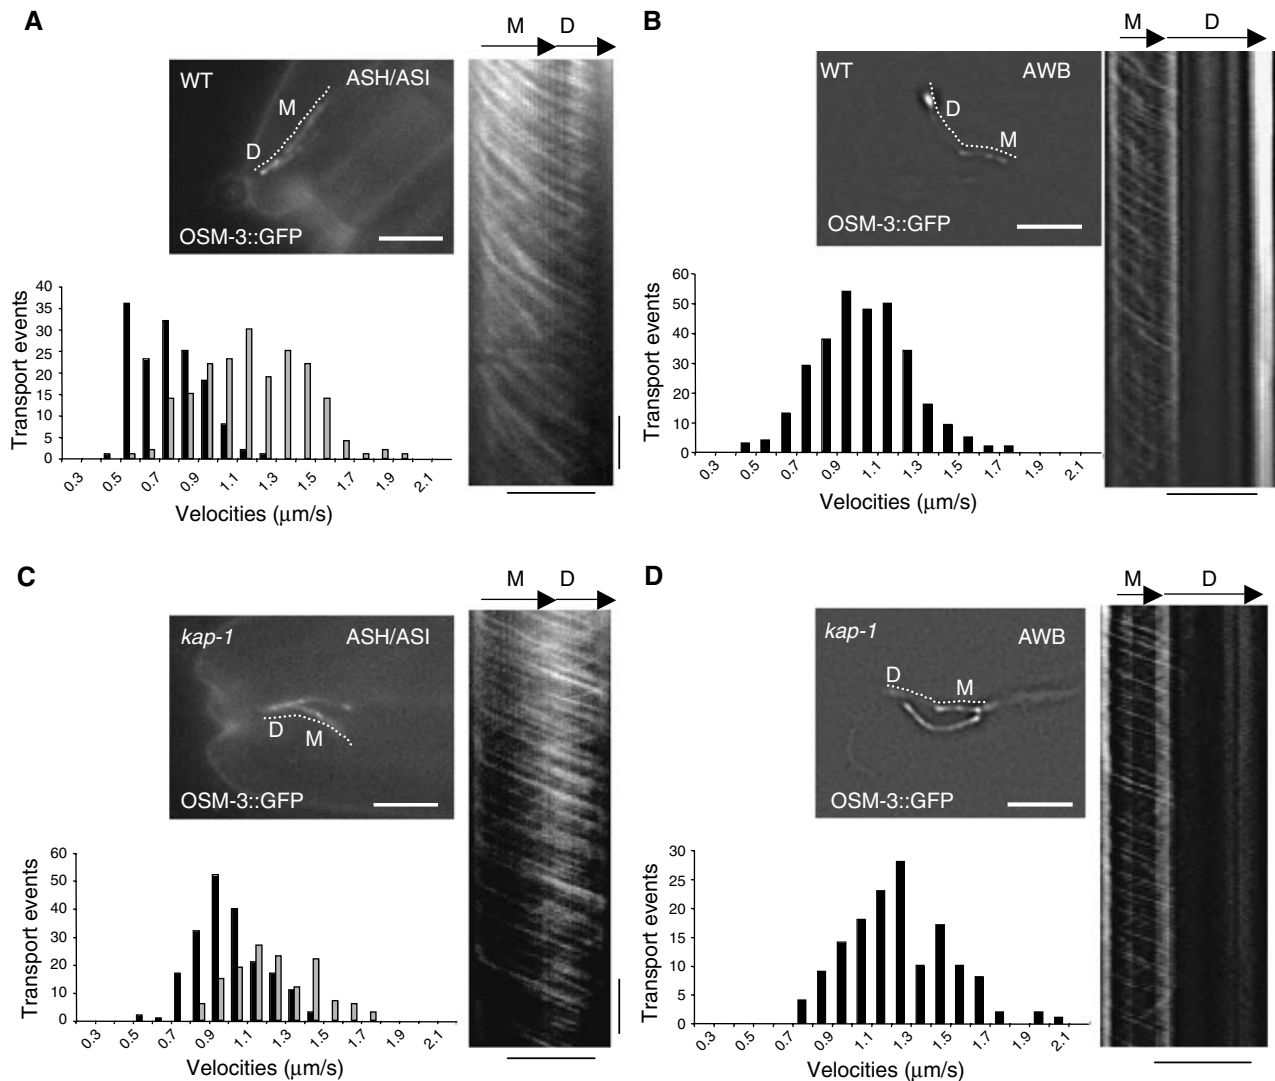 A
M D
WT ASH/ASI
M
D
OSM-3::GFP
Transport events
40
35
30
25
20
15
10
5
0
0.3 0.5 0.7 0.9 1.1 1.3 1.5 1.7 1.9 2.1
Velocities (μm/s)
B
M D
WT AWB
D
M
OSM-3::GFP
Transport events
60
50
40
30
20
10
0
0.3 0.5 0.7 0.9 1.1 1.3 1.5 1.7 1.9 2.1
Velocities (μm/s)
C
M D
kap-1 ASH/ASI
D M
OSM-3::GFP
Transport events
60
50
40
30
20
10
0
0.3 0.5 0.7 0.9 1.1 1.3 1.5 1.7 1.9 2.1
Velocities (μm/s)
D
M D
kap-1 AWB
D M
OSM-3::GFP
Transport events
30
25
20
15
10
5
0
0.3 0.5 0.7 0.9 1.1 1.3 1.5 1.7 1.9 2.1
Velocities (μm/s)